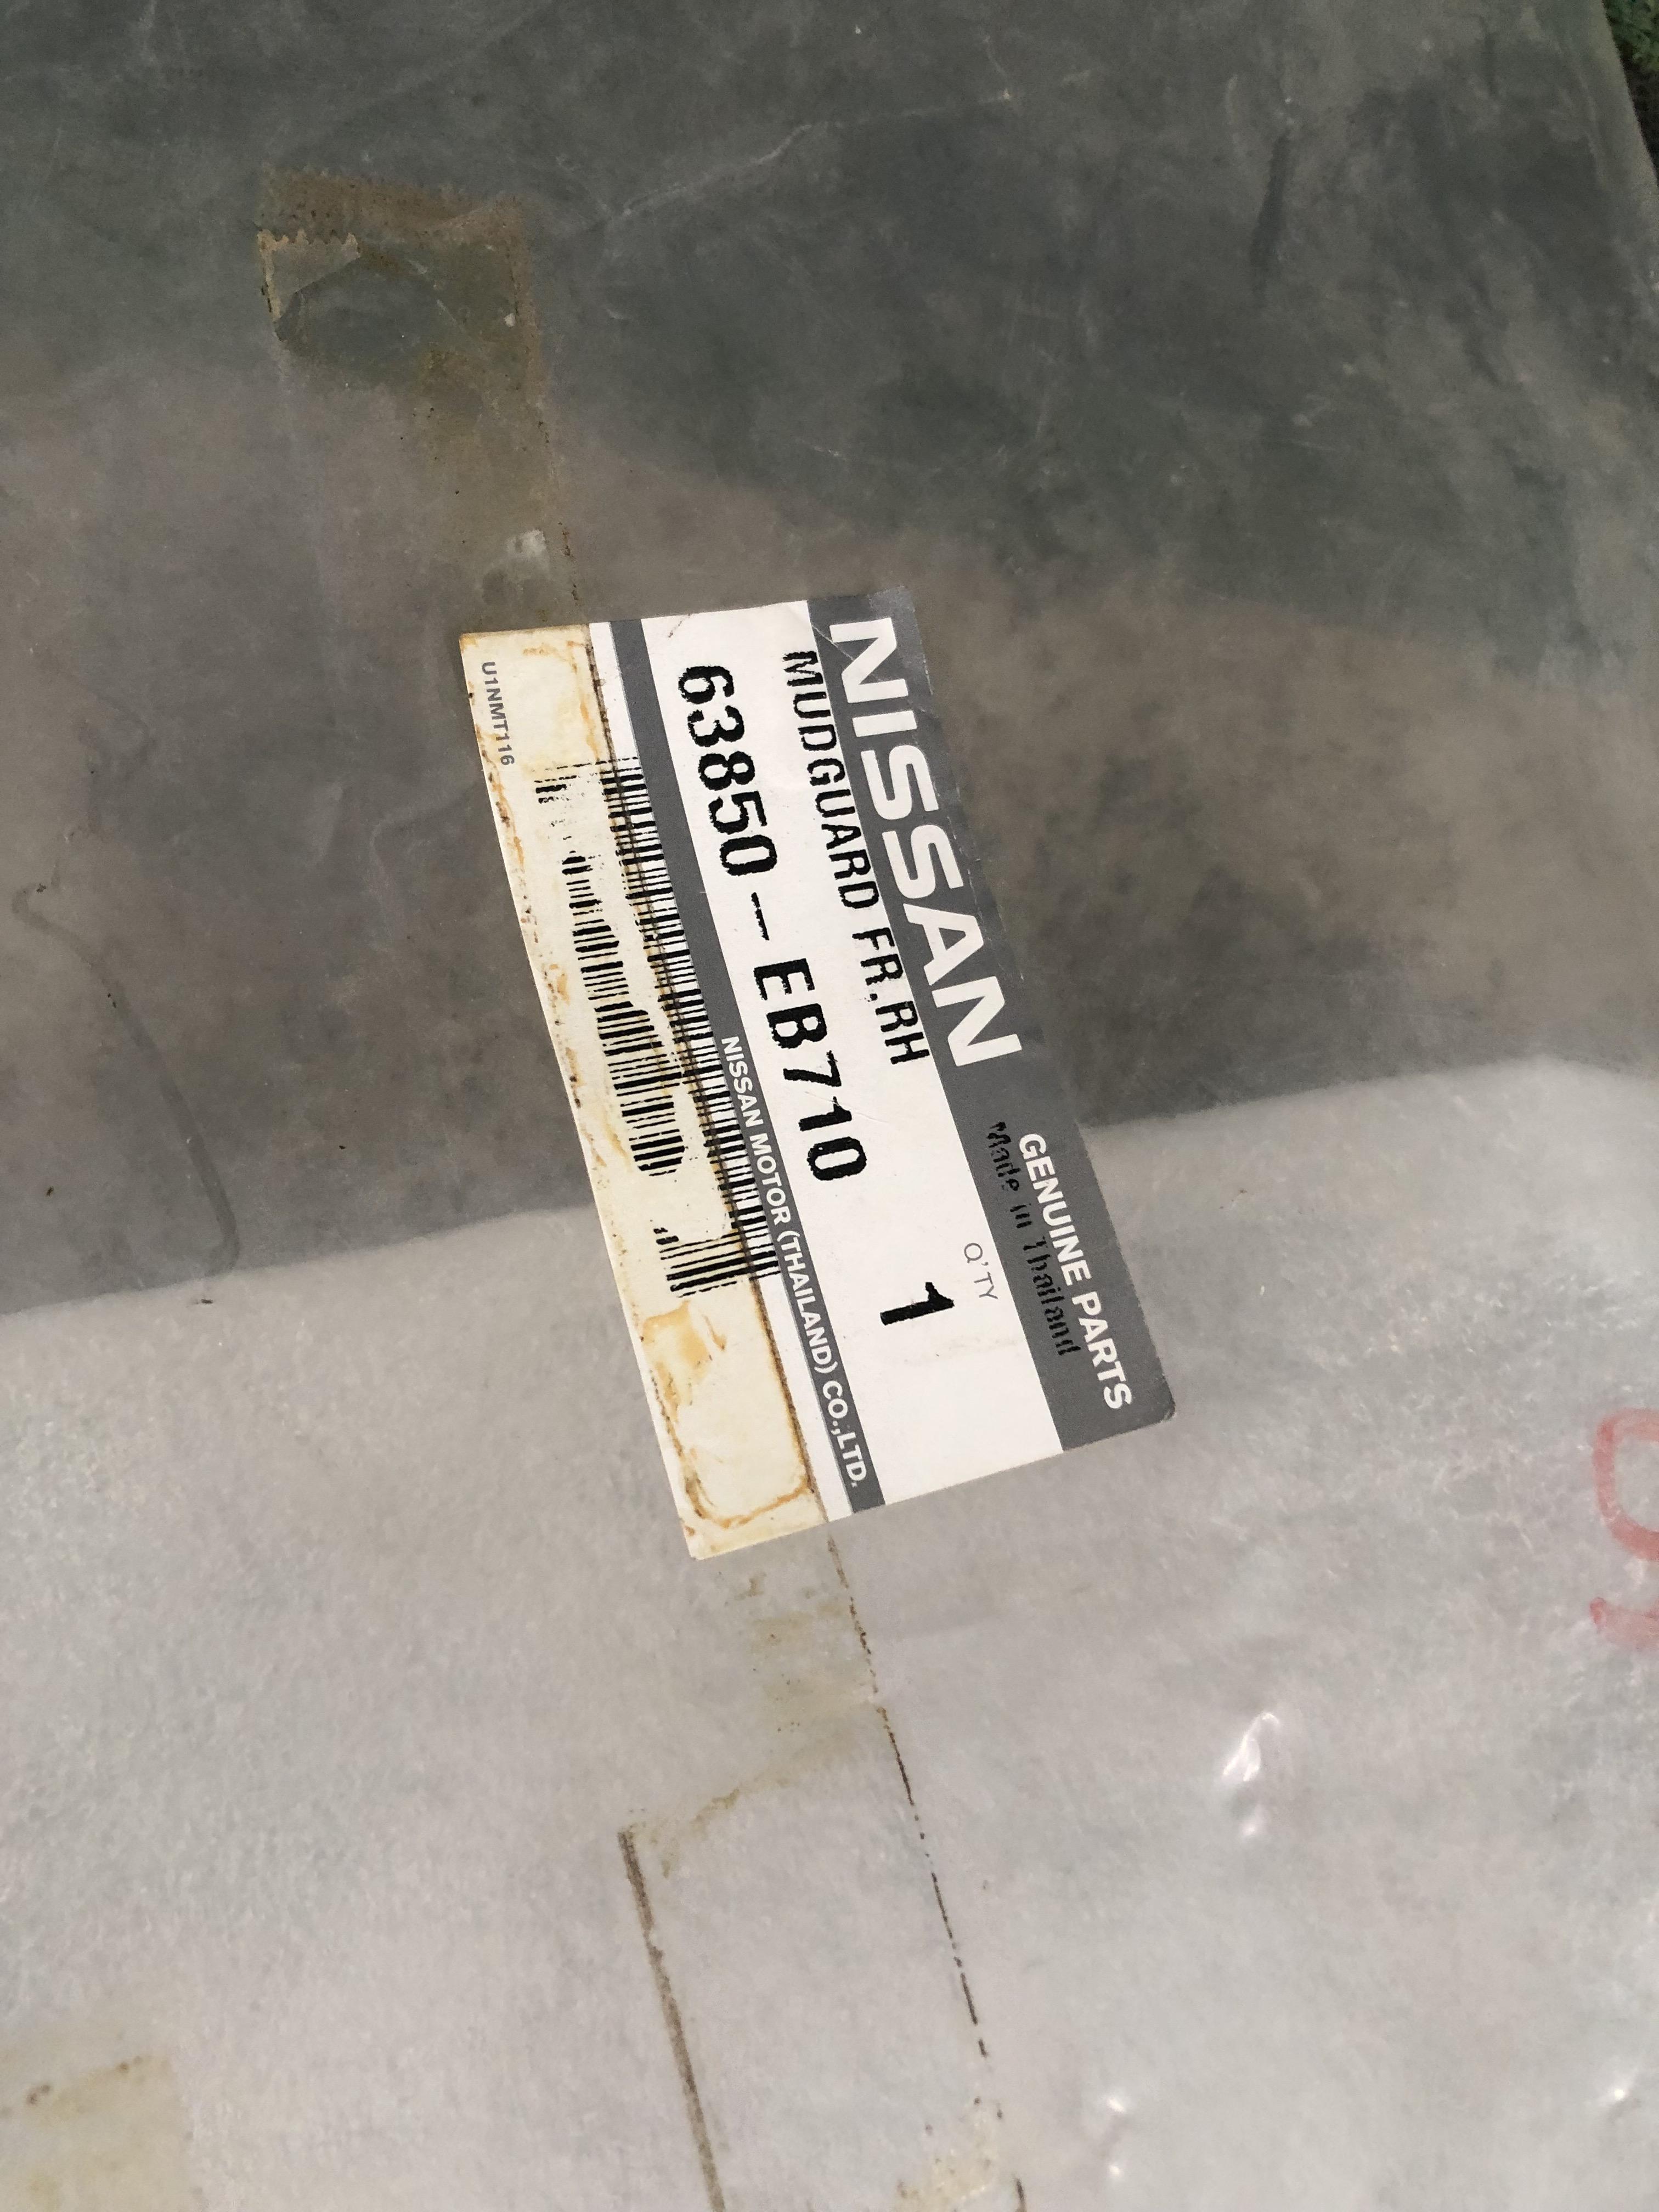 NISSAN
GENUINE PARTS
Made in Thailand
MUDGUARD FR.RH
Q'TY
63850-EB710
1
NISSAN MOTOR (THAILAND) CO.,LTD.
U1NMT116